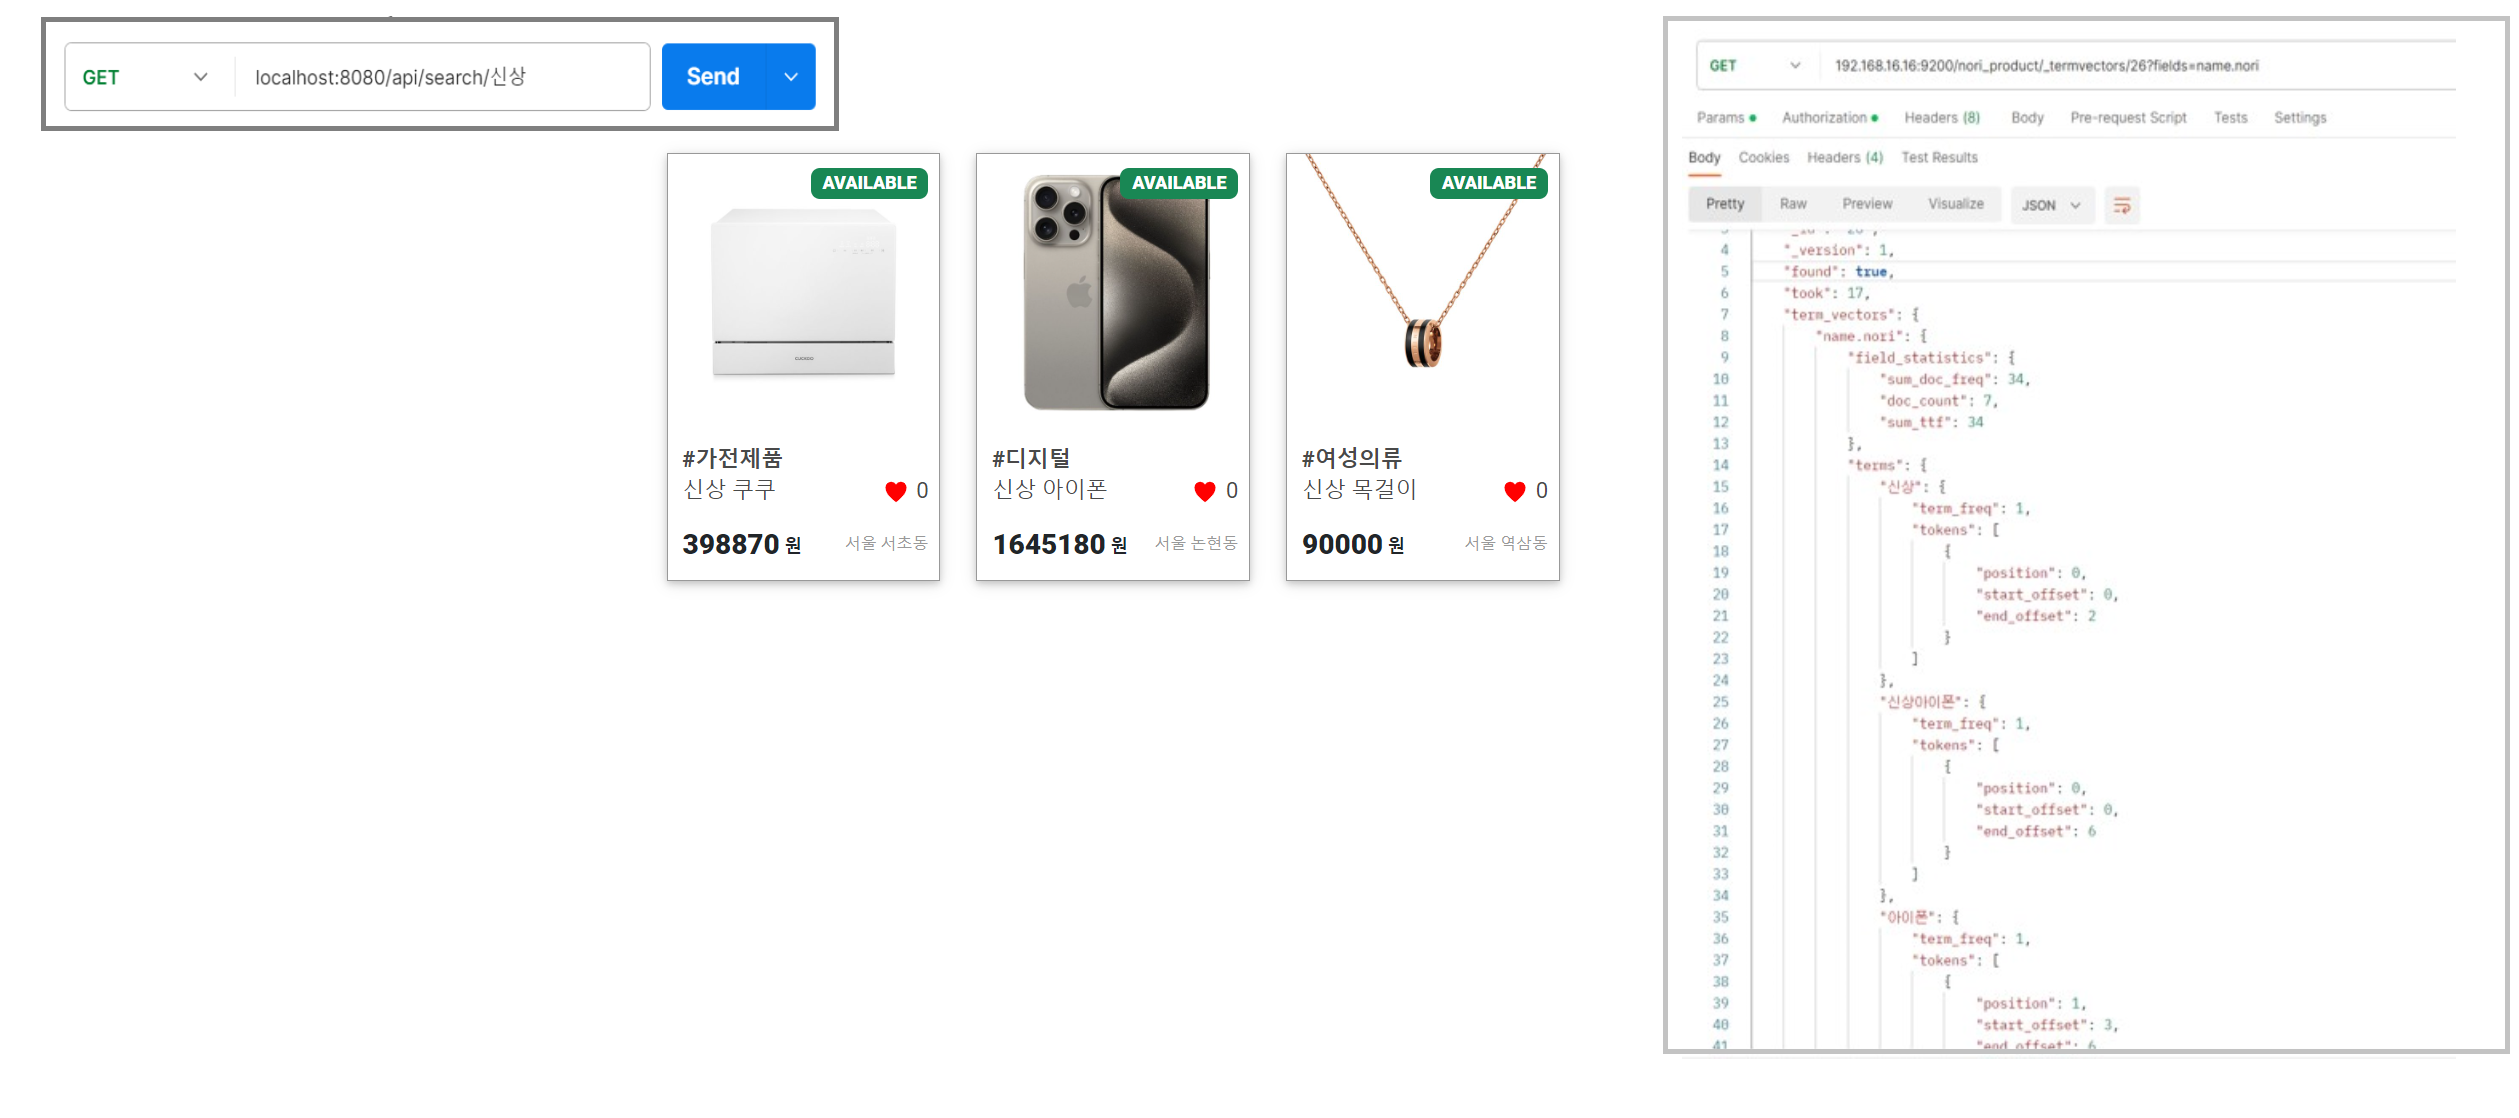 GET localhost:8080/api/search/신상 Send
AVAILABLE
CUCKOO
#가전제품
신상 쿠쿠 0
398870 원 서울 서초동
AVAILABLE
#디지털
신상 아이폰 0
1645180 원 서울 논현동
AVAILABLE
#여성의류
신상 목걸이 0
90000 원 서울 역삼동
GET 192.168.16.16:9200/nori_product/_termvectors/26?fields=name.nori
Params Authorization Headers (8) Body Pre-request Script Tests Settings
Body Cookies Headers (4) Test Results
Pretty Raw Preview Visualize JSON
4 "_version": 1,
5 "found": true,
6 "took": 17,
7 "term_vectors": {
8 "name.nori": {
9 "field_statistics": {
10 "sum_doc_freq": 34,
11 "doc_count": 7,
12 "sum_ttf": 34
13 },
14 "terms": {
15 "신상": {
16 "term_freq": 1,
17 "tokens": [
18 {
19 "position": 0,
20 "start_offset": 0,
21 "end_offset": 2
22 }
23 ]
24 },
25 "신상아이폰": {
26 "term_freq": 1,
27 "tokens": [
28 {
29 "position": 0,
30 "start_offset": 0,
31 "end_offset": 6
32 }
33 ]
34 },
35 "아이폰": {
36 "term_freq": 1,
37 "tokens": [
38 {
39 "position": 1,
40 "start_offset": 3,
41 "end_offset": 6